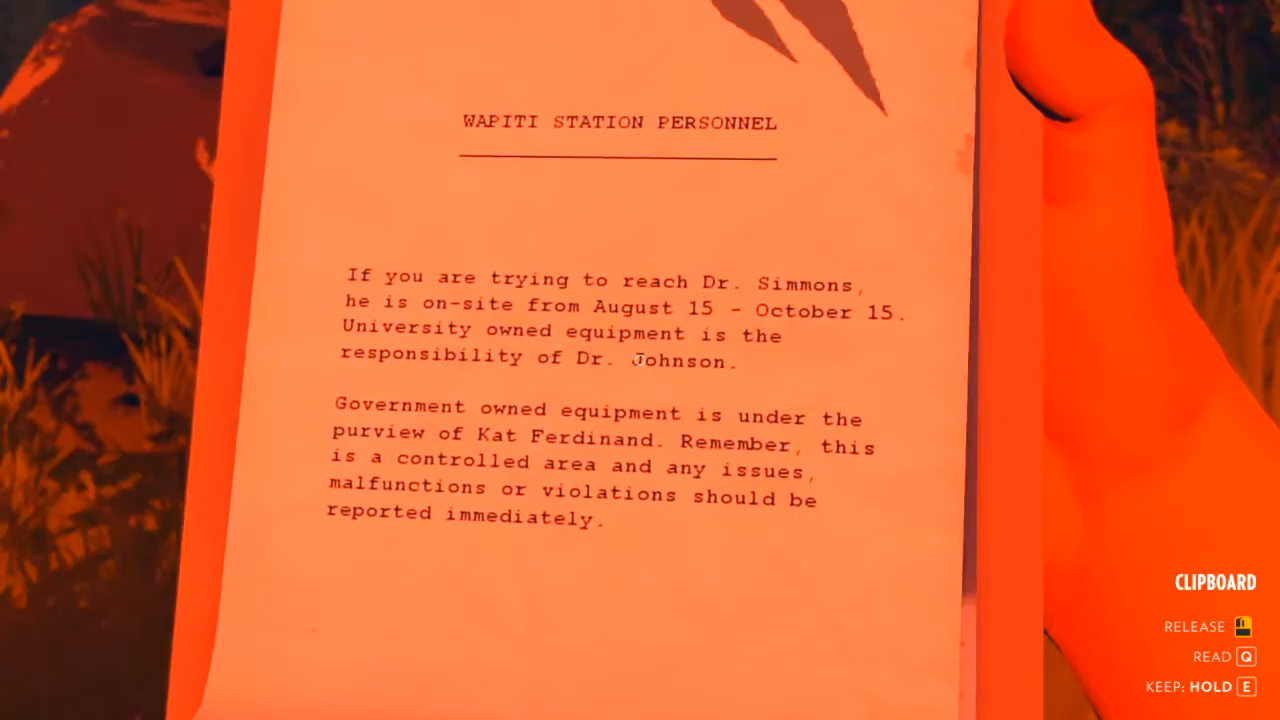 WAPITI STATION PERSONNEL
If you are trying to reach Dr. Simmons,
he is on-site from August 15 - October 15.
University owned equipment is the
responsibility of Dr. Johnson.
Government owned equipment is under the
purview of Kat Ferdinand. Remember, this
is a controlled area and any issues,
malfunctions or violations should be
reported immediately.
CLIPBOARD
RELEASE
READ Q
KEEP: HOLD E